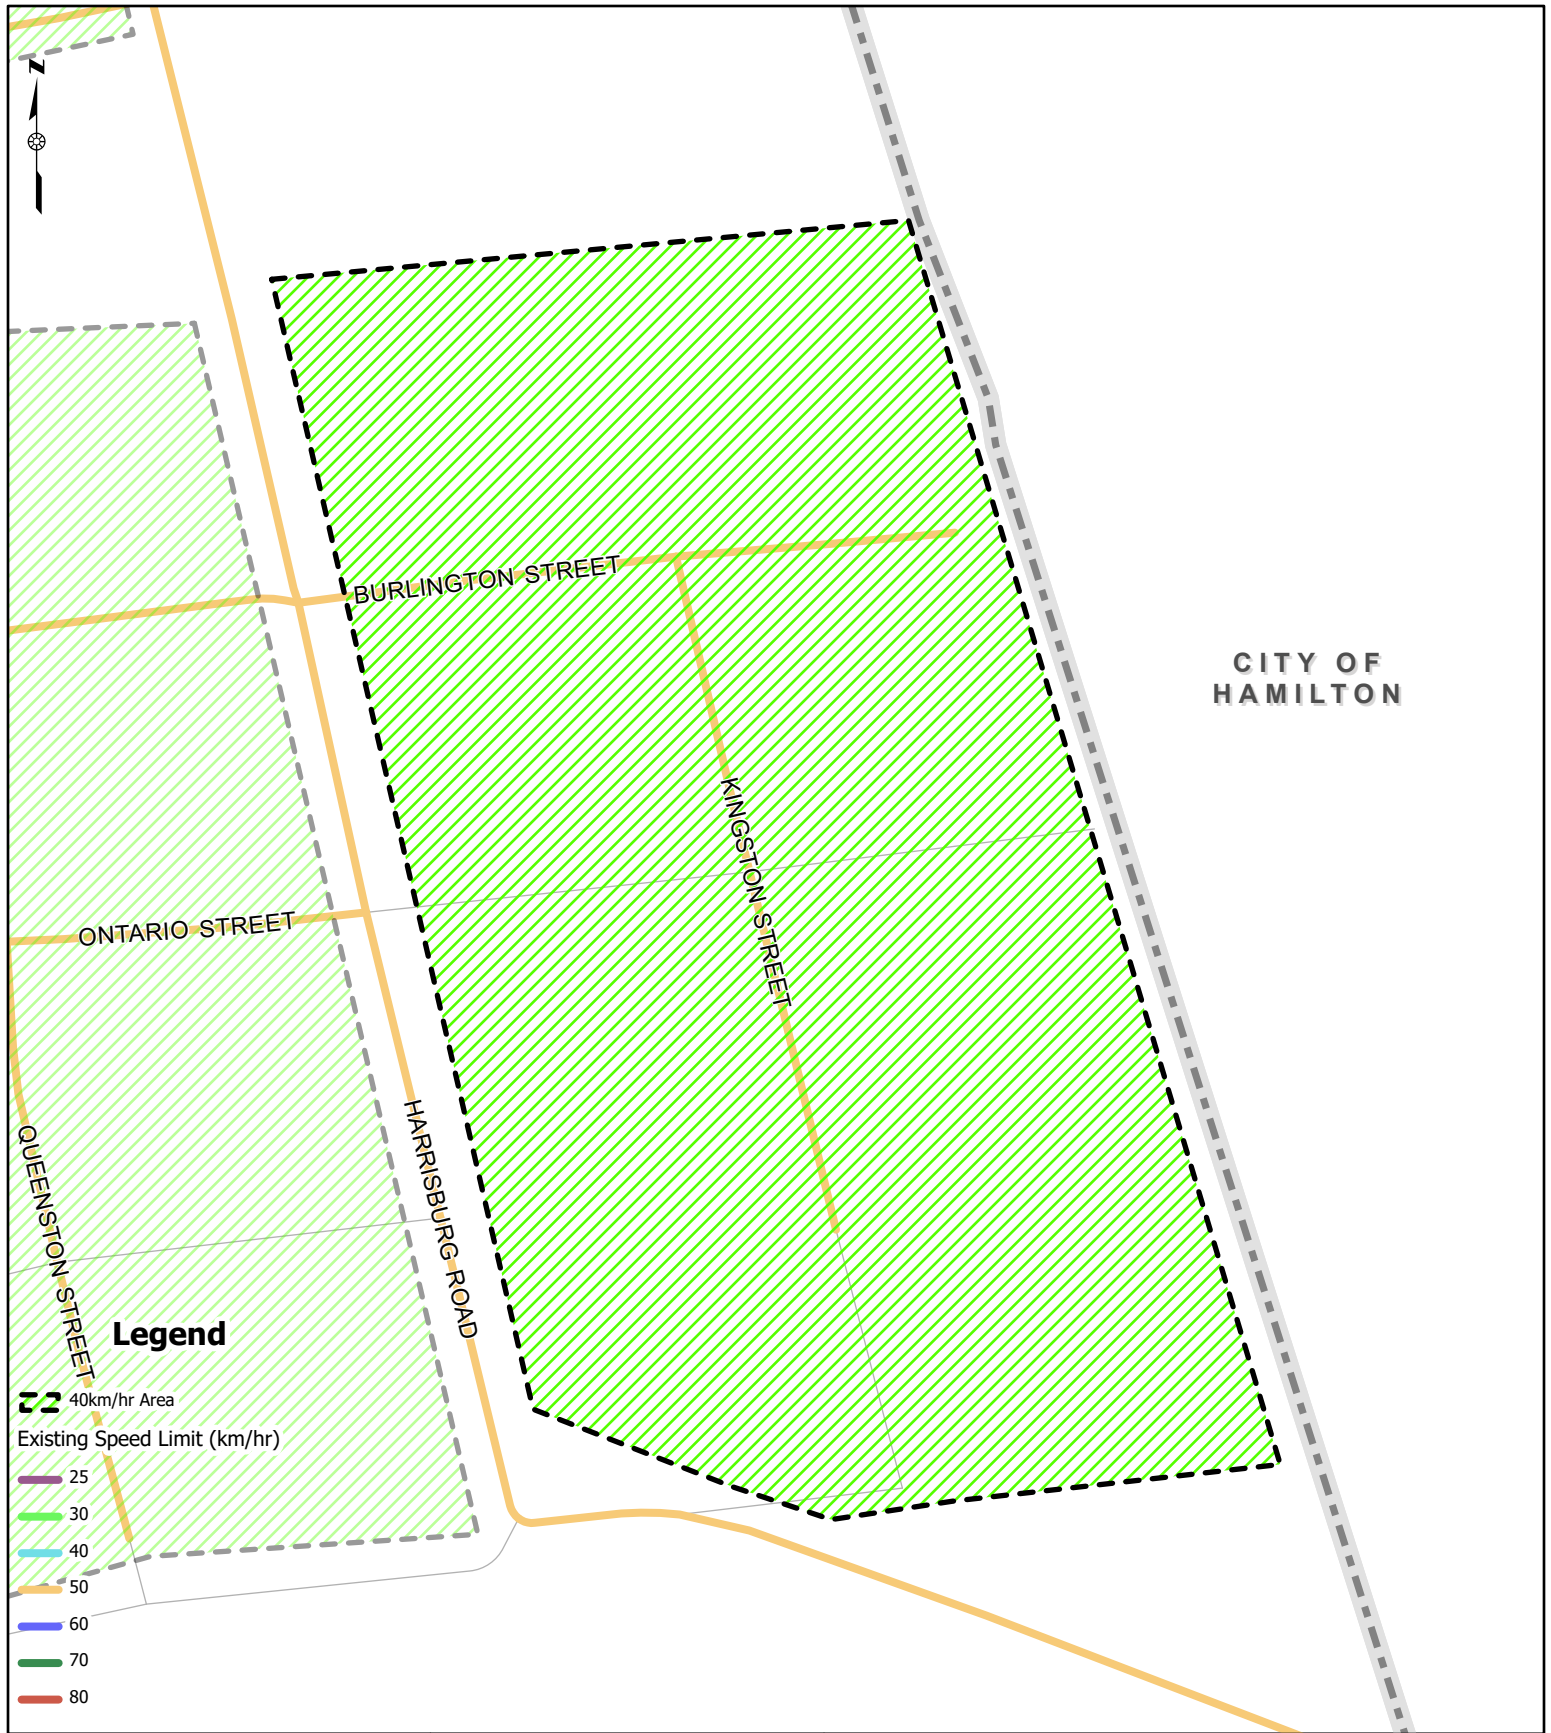 N
BURLINGTON STREET
CITY OF
HAMILTON
KINGSTON STREET
ONTARIO STREET
HARRISBURG ROAD
QUEENSTON STREET
Legend
40km/hr Area
Existing Speed Limit (km/hr)
25
30
40
50
60
70
80